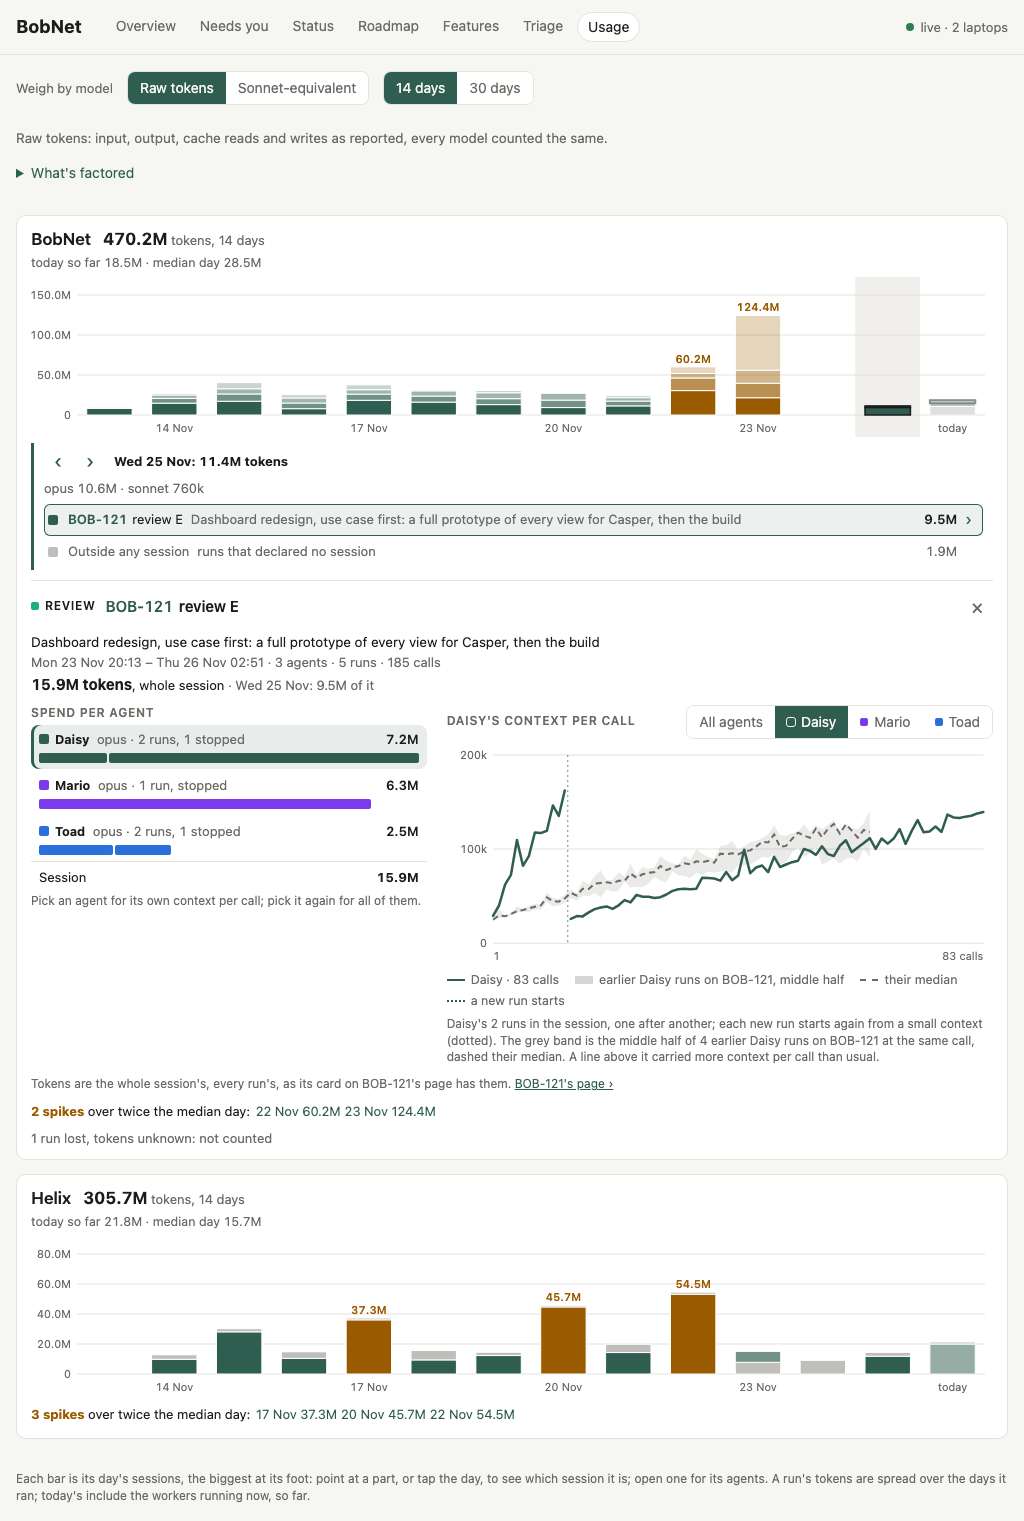 BobNet Overview Needs you Status Roadmap Features Triage Usage live · 2 laptops
Weigh by model Raw tokens Sonnet-equivalent 14 days 30 days
Raw tokens: input, output, cache reads and writes as reported, every model counted the same.
What's factored
BobNet 470.2M tokens, 14 days
today so far 18.5M · median day 28.5M
150.0M
100.0M
50.0M
0
124.4M
60.2M
14 Nov 17 Nov 20 Nov 23 Nov today
‹ › Wed 25 Nov: 11.4M tokens
opus 10.6M · sonnet 760k
BOB-121 review E Dashboard redesign, use case first: a full prototype of every view for Casper, then the build 9.5M ›
Outside any session runs that declared no session 1.9M
REVIEW BOB-121 review E ×
Dashboard redesign, use case first: a full prototype of every view for Casper, then the build
Mon 23 Nov 20:13 – Thu 26 Nov 02:51 · 3 agents · 5 runs · 185 calls
15.9M tokens, whole session · Wed 25 Nov: 9.5M of it
SPEND PER AGENT
Daisy opus · 2 runs, 1 stopped 7.2M
Mario opus · 1 run, stopped 6.3M
Toad opus · 2 runs, 1 stopped 2.5M
Session 15.9M
Pick an agent for its own context per call; pick it again for all of them.
DAISY'S CONTEXT PER CALL All agents Daisy Mario Toad
200k
100k
0
1 83 calls
Daisy · 83 calls earlier Daisy runs on BOB-121, middle half their median
a new run starts
Daisy's 2 runs in the session, one after another; each new run starts again from a small context
(dotted). The grey band is the middle half of 4 earlier Daisy runs on BOB-121 at the same call,
dashed their median. A line above it carried more context per call than usual.
Tokens are the whole session's, every run's, as its card on BOB-121's page has them. BOB-121's page ›
2 spikes over twice the median day: 22 Nov 60.2M 23 Nov 124.4M
1 run lost, tokens unknown: not counted
Helix 305.7M tokens, 14 days
today so far 21.8M · median day 15.7M
80.0M
60.0M
40.0M
20.0M
0
37.3M 45.7M 54.5M
14 Nov 17 Nov 20 Nov 23 Nov today
3 spikes over twice the median day: 17 Nov 37.3M 20 Nov 45.7M 22 Nov 54.5M
Each bar is its day's sessions, the biggest at its foot: point at a part, or tap the day, to see which session it is; open one for its agents. A run's tokens are spread over the days it
ran; today's include the workers running now, so far.